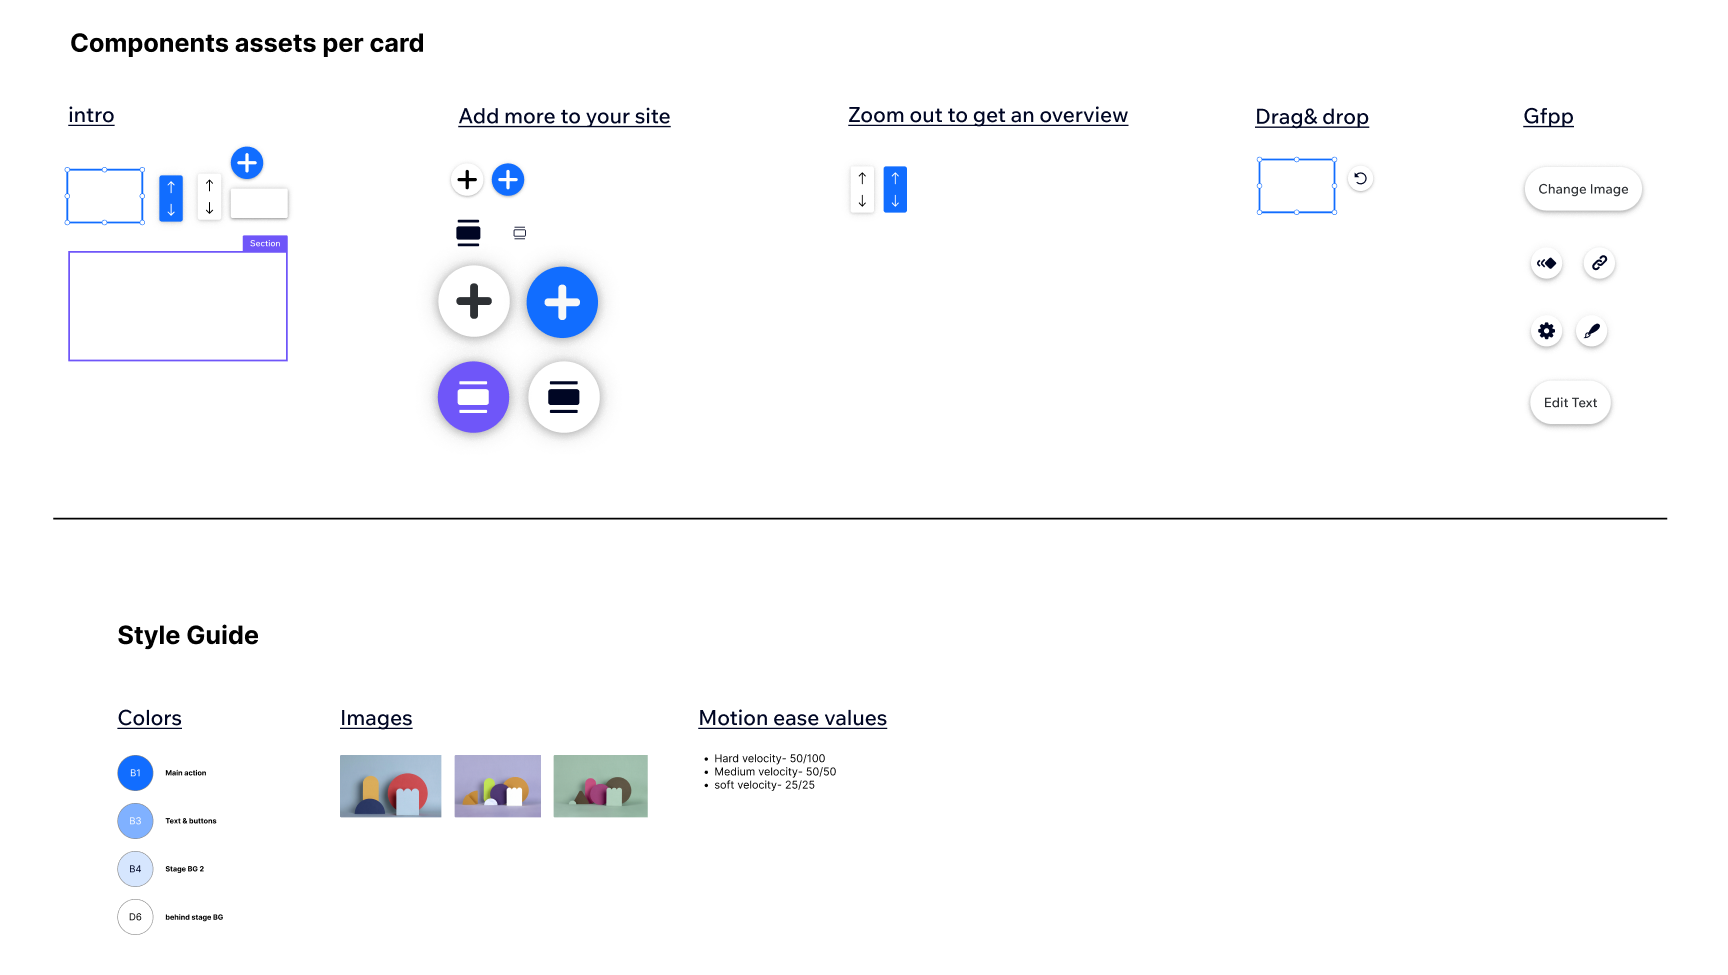 Components assets per card
intro
Add more to your site
Zoom out to get an overview
Drag& drop
Gfpp
Section
Change Image
Edit Text
Style Guide
Colors
Images
Motion ease values
B1
Main action
B3
Text & buttons
B4
Stage BG 2
D6
behind stage BG
• Hard velocity- 50/100
• Medium velocity- 50/50
• soft velocity- 25/25